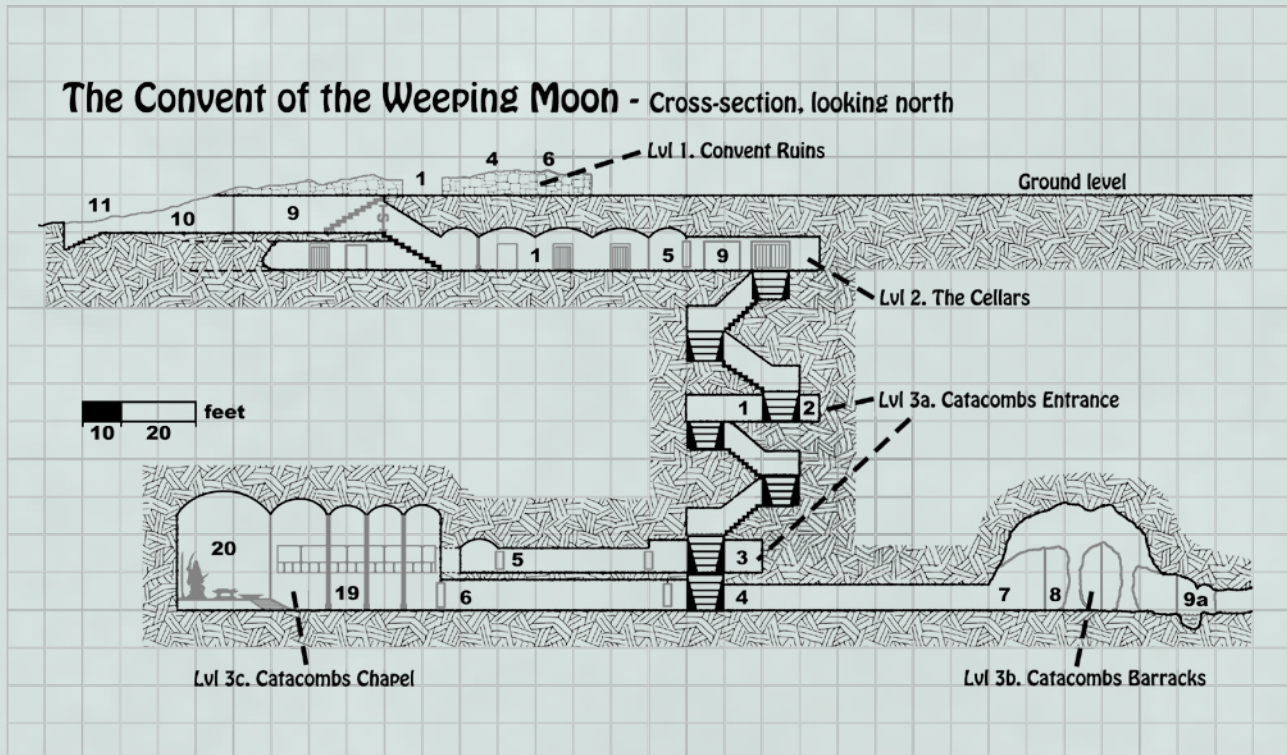 The Convent of the Weeping Moon - Cross-section, looking north
4 6
Lvl 1. Convent Ruins
1
Ground level
11 10 9
1 5 9
Lvl 2. The Cellars
Lvl 3a. Catacombs Entrance
1 2
feet
10 20
20
5
3
19
6
4
7 8 9a
Lvl 3c. Catacombs Chapel
Lvl 3b. Catacombs Barracks